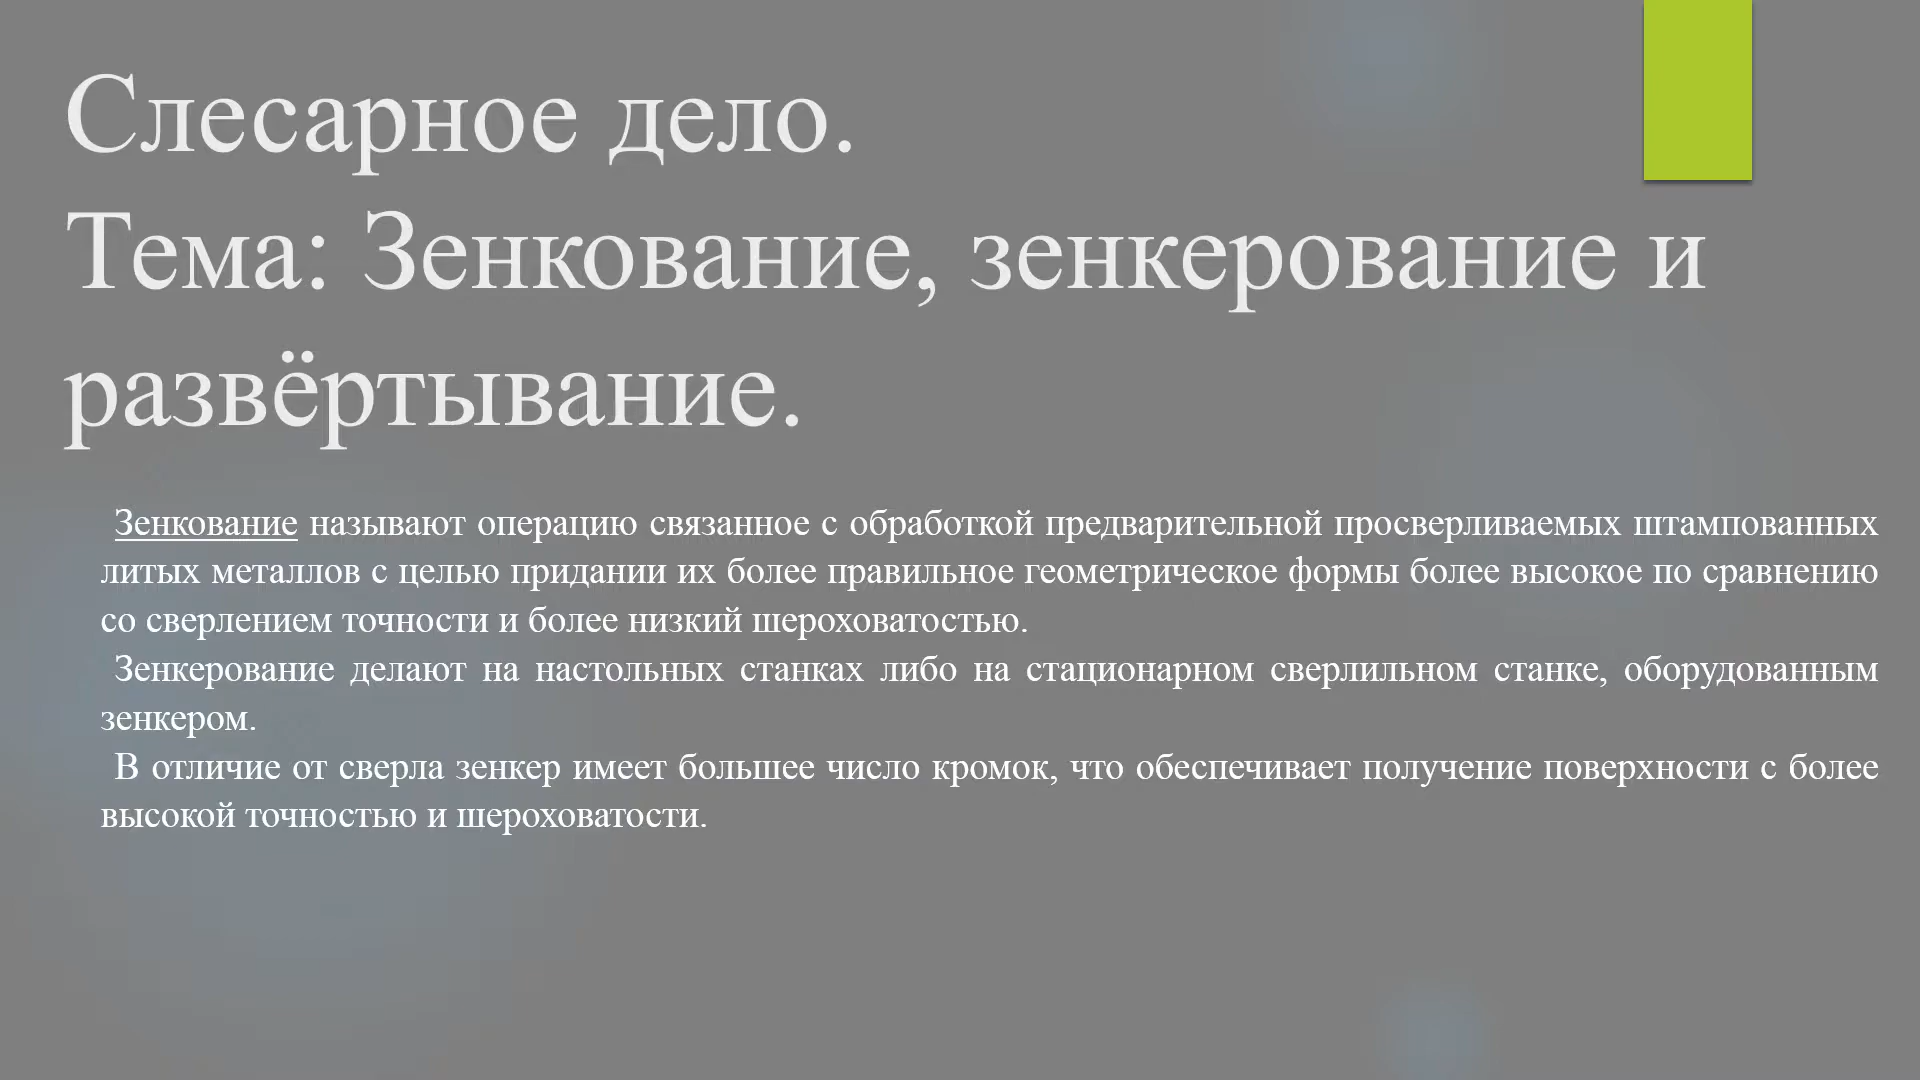 Слесарное дело.
Тема: Зенкование, зенкерование и
развёртывание.
Зенкование называют операцию связанное с обработкой предварительной просверливаемых штампованных
литых металлов с целью придании их более правильное геометрическое формы более высокое по сравнению
со сверлением точности и более низкий шероховатостью.
Зенкерование делают на настольных станках либо на стационарном сверлильном станке, оборудованным
зенкером.
В отличие от сверла зенкер имеет большее число кромок, что обеспечивает получение поверхности с более
высокой точностью и шероховатости.